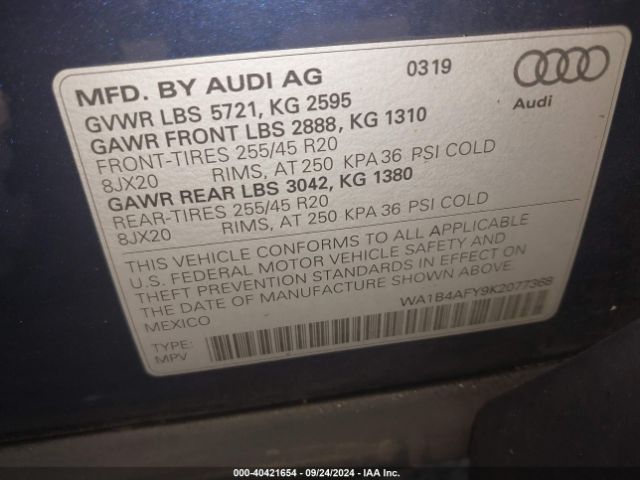 MFD. BY AUDI AG 0319
GVWR LBS 5721, KG 2595
GAWR FRONT LBS 2888, KG 1310
FRONT-TIRES 255/45 R20
8JX20 RIMS, AT 250 KPA 36 PSI COLD
GAWR REAR LBS 3042, KG 1380
REAR-TIRES 255/45 R20
8JX20 RIMS, AT 250 KPA 36 PSI COLD
Audi
THIS VEHICLE CONFORMS TO ALL APPLICABLE
U.S. FEDERAL MOTOR VEHICLE SAFETY AND
THEFT PREVENTION STANDARDS IN EFFECT ON
THE DATE OF MANUFACTURE SHOWN ABOVE.
MEXICO
WA1B4AFY9K2077368
TYPE:
MPV
000-40421654 - 09/24/2024 - IAA Inc.